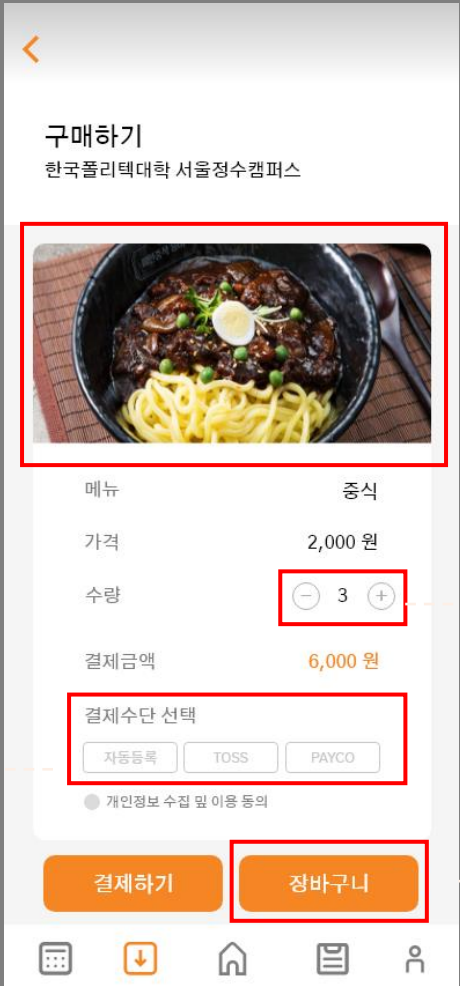 구매하기
한국폴리텍대학 서울정수캠퍼스
메뉴 중식
가격 2,000 원
수량 3
결제금액 6,000 원
결제수단 선택
자동등록 TOSS PAYCO
개인정보 수집 및 이용 동의
결제하기 장바구니